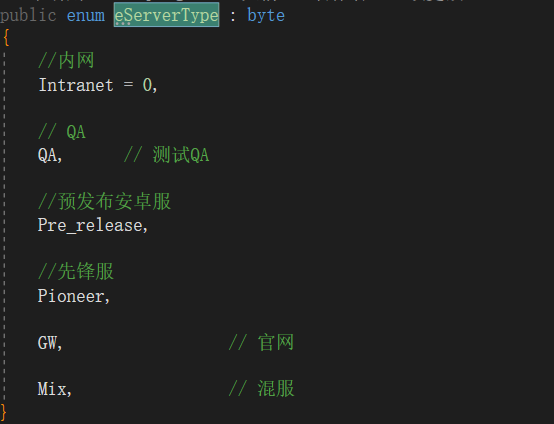 public enum eServerType : byte
{
//内网
Intranet = 0,
// QA
QA, // 测试QA
//预发布安卓服
Pre_release,
//先锋服
Pioneer,
GW, // 官网
Mix, // 混服
}